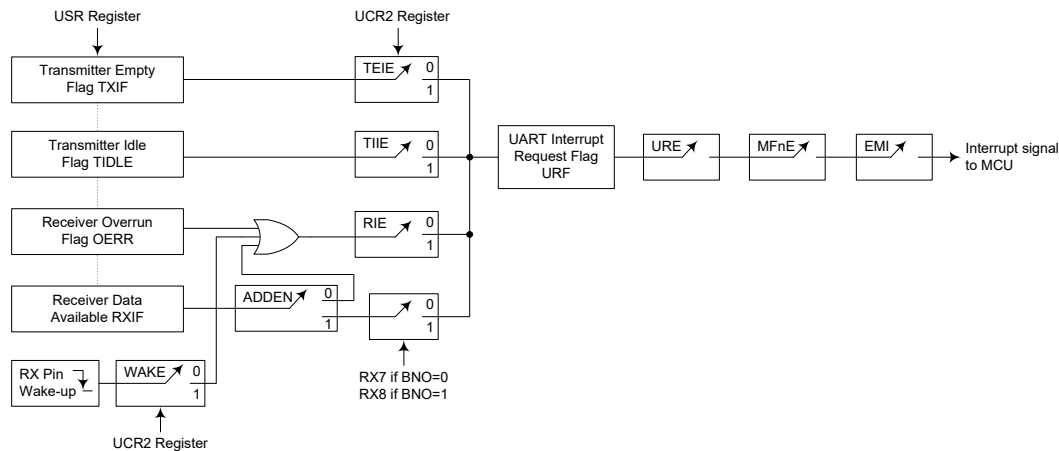 USR Register
UCR2 Register
Transmitter Empty
Flag TXIF
TEIE
0
1
Transmitter Idle
Flag TIDLE
TIIE
0
1
UART Interrupt
Request Flag
URF
URE
MFnE
EMI
Interrupt signal
to MCU
Receiver Overrun
Flag OERR
RIE
0
1
Receiver Data
Available RXIF
ADDEN
0
1
0
1
RX Pin
Wake-up
WAKE
0
1
RX7 if BNO=0
RX8 if BNO=1
UCR2 Register